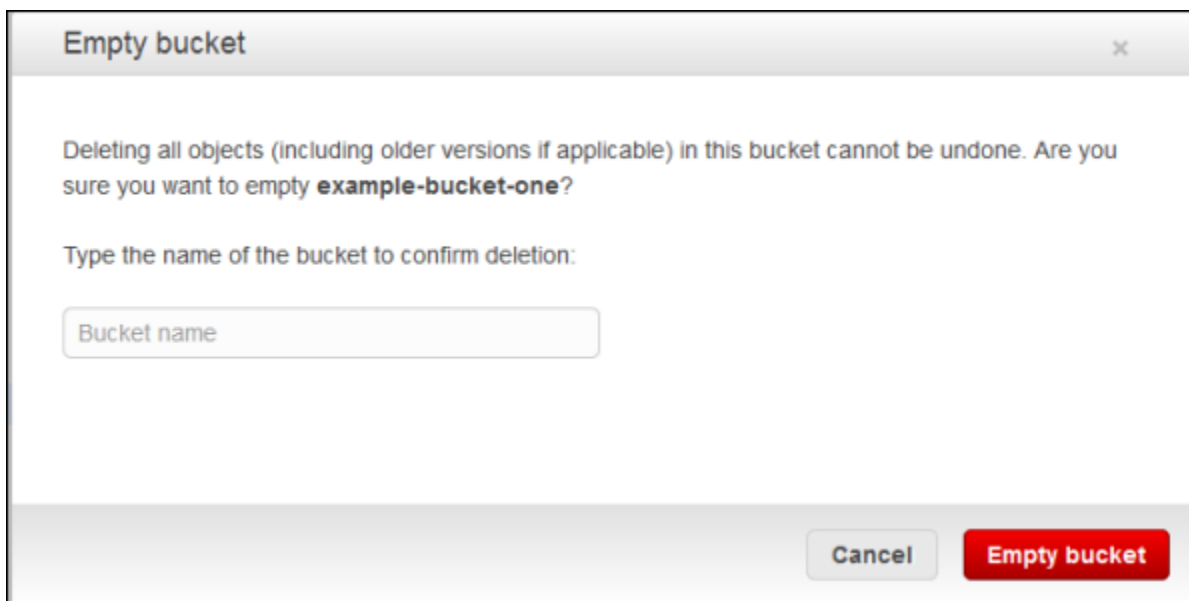 Empty bucket
×
Deleting all objects (including older versions if applicable) in this bucket cannot be undone. Are you
sure you want to empty example-bucket-one?
Type the name of the bucket to confirm deletion:
Bucket name
Cancel
Empty bucket